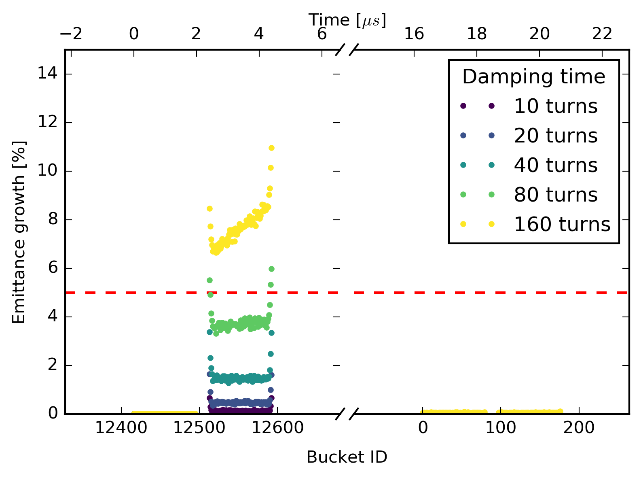 Time [μs]
−2 0 2 4 6 16 18 20 22
14
12
10
8
6
4
2
0
Emittance growth [%]
Damping time
10 turns
20 turns
40 turns
80 turns
160 turns
12400 12500 12600 0 100 200
Bucket ID